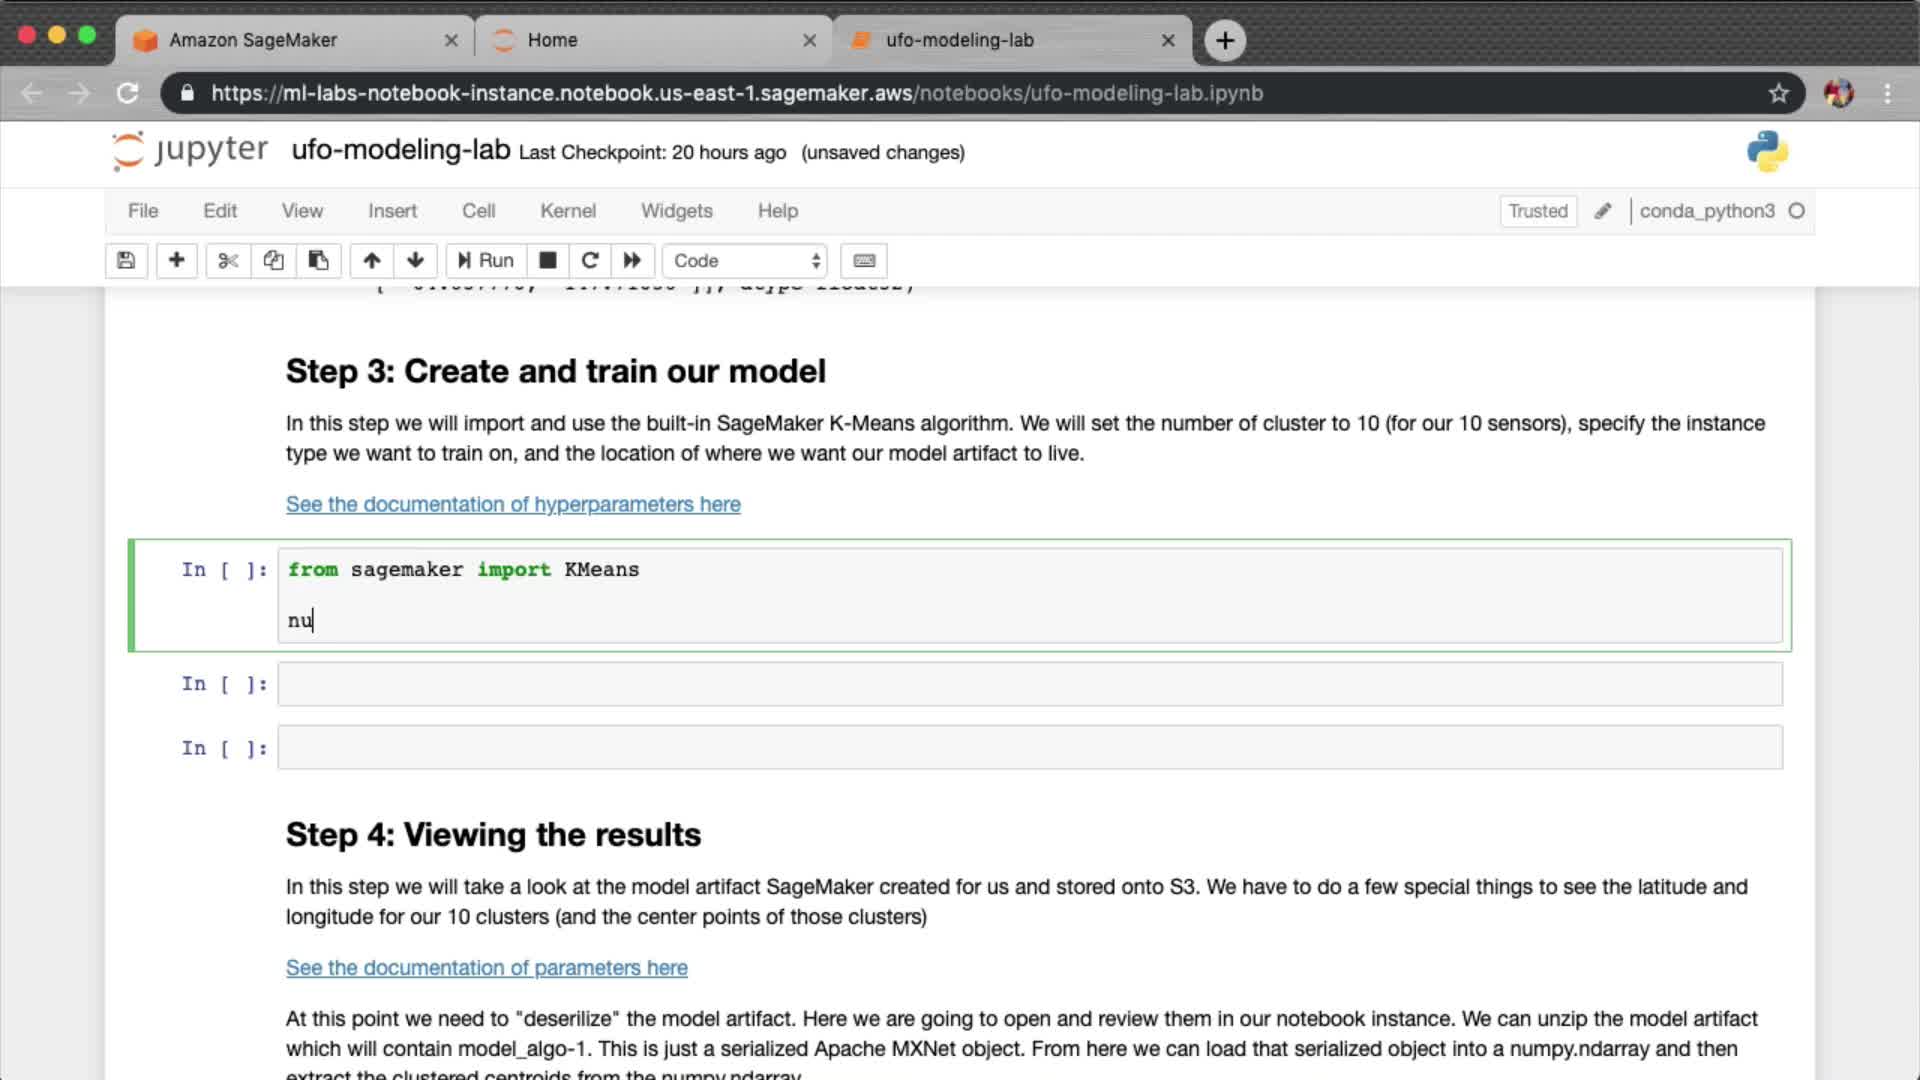 Amazon SageMaker
Home
ufo-modeling-lab
https://ml-labs-notebook-instance.notebook.us-east-1.sagemaker.aws/notebooks/ufo-modeling-lab.ipynb
jupyter ufo-modeling-lab Last Checkpoint: 20 hours ago (unsaved changes)
File Edit View Insert Cell Kernel Widgets Help Trusted conda_python3
Run Code
Step 3: Create and train our model
In this step we will import and use the built-in SageMaker K-Means algorithm. We will set the number of cluster to 10 (for our 10 sensors), specify the instance
type we want to train on, and the location of where we want our model artifact to live.
See the documentation of hyperparameters here
In [ ]: from sagemaker import KMeans
nu
In [ ]:
In [ ]:
Step 4: Viewing the results
In this step we will take a look at the model artifact SageMaker created for us and stored onto S3. We have to do a few special things to see the latitude and
longitude for our 10 clusters (and the center points of those clusters)
See the documentation of parameters here
At this point we need to "deserilize" the model artifact. Here we are going to open and review them in our notebook instance. We can unzip the model artifact
which will contain model_algo-1. This is just a serialized Apache MXNet object. From here we can load that serialized object into a numpy.ndarray and then
extract the clustered centroids from the numpy.ndarray.